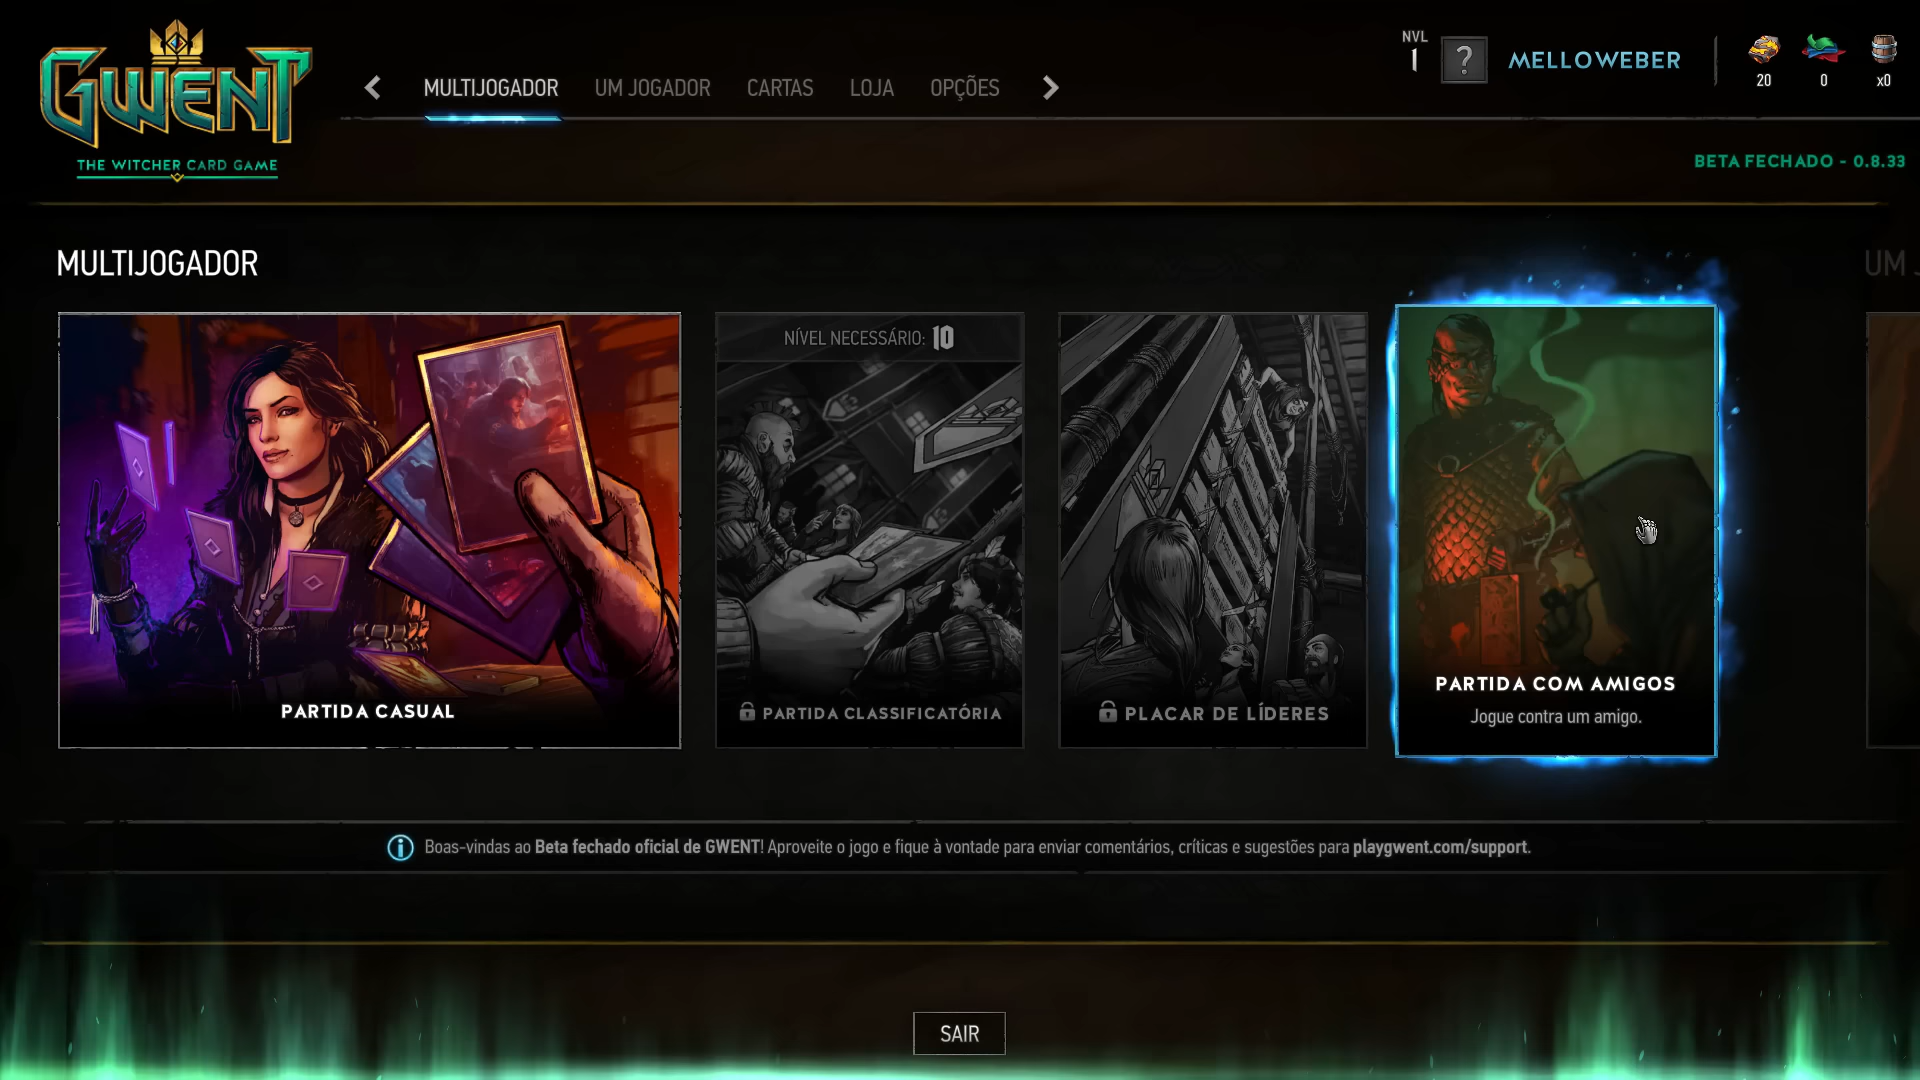 GWENT
THE WITCHER CARD GAME
MULTIJOGADOR
UM JOGADOR
CARTAS
LOJA
OPÇÕES
NVL
1
?
MELLOWEBER
20
0
x0
BETA FECHADO - 0.8.33
MULTIJOGADOR
UM J
PARTIDA CASUAL
NÍVEL NECESSÁRIO: 10
PARTIDA CLASSIFICATÓRIA
PLACAR DE LÍDERES
PARTIDA COM AMIGOS
Jogue contra um amigo.
Boas-vindas ao Beta fechado oficial de GWENT! Aproveite o jogo e fique à vontade para enviar comentários, críticas e sugestões para playgwent.com/support.
SAIR